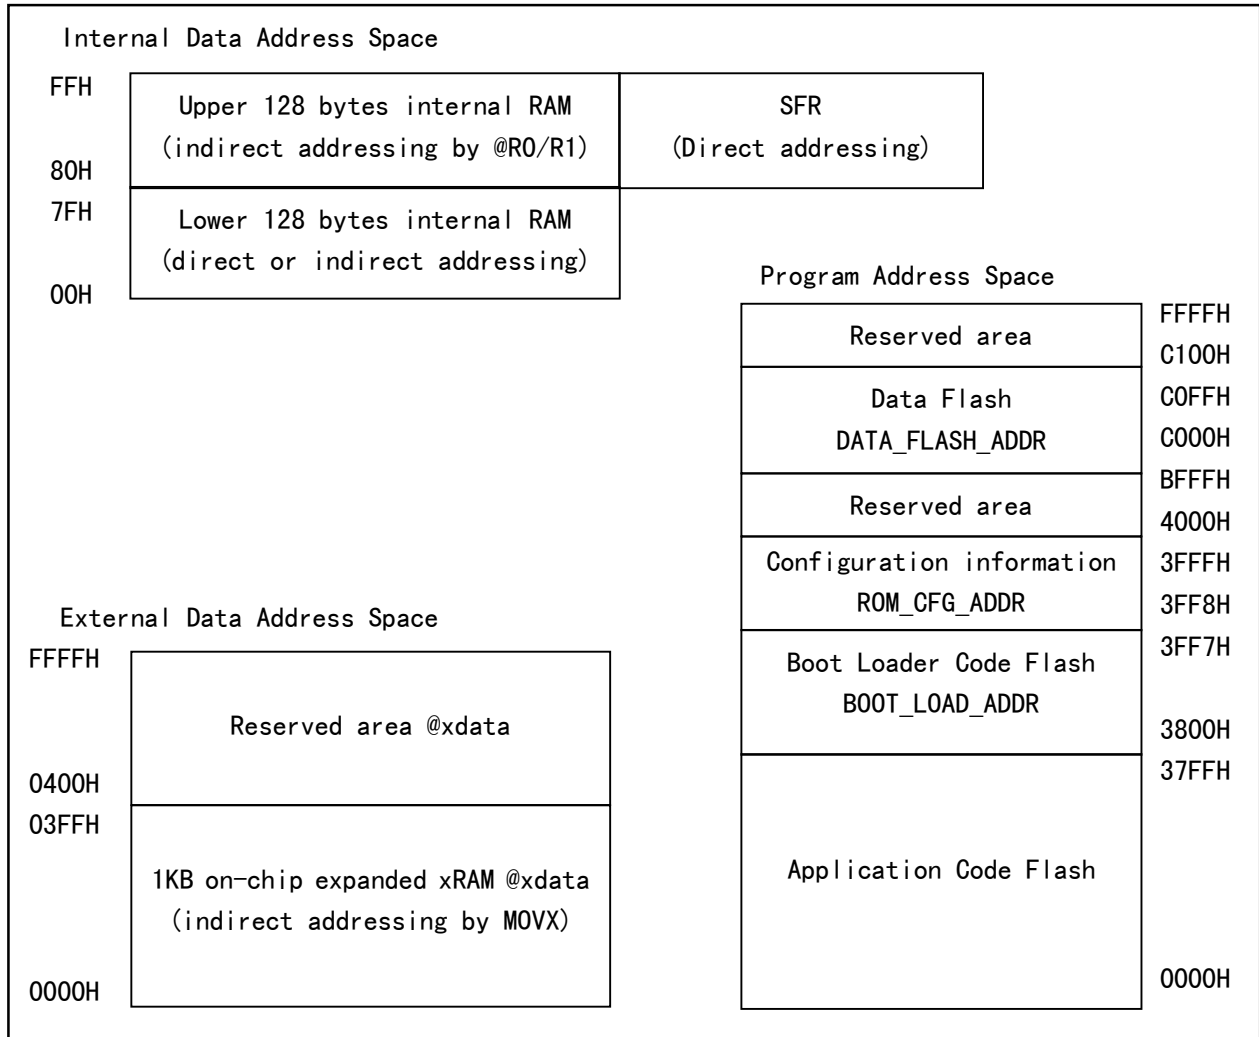 Internal Data Address Space
FFH
Upper 128 bytes internal RAM
(indirect addressing by @R0/R1)
80H
SFR
(Direct addressing)
7FH
Lower 128 bytes internal RAM
(direct or indirect addressing)
00H
Program Address Space
Reserved area
FFFFH
C100H
Data Flash
DATA_FLASH_ADDR
C0FFH
C000H
Reserved area
BFFFH
4000H
Configuration information
ROM_CFG_ADDR
3FFFH
3FF8H
Boot Loader Code Flash
BOOT_LOAD_ADDR
3FF7H
3800H
Application Code Flash
37FFH
0000H
External Data Address Space
FFFFH
Reserved area @xdata
0400H
03FFH
1KB on-chip expanded xRAM @xdata
(indirect addressing by MOVX)
0000H